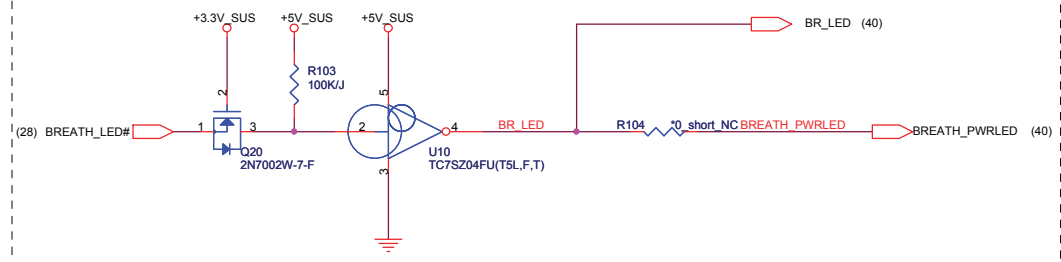 +3.3V_SUS
+5V_SUS
+5V_SUS
BR_LED (40)
R103
100K/J
2
5
(28) BREATH_LED#
1
3
2
4
BR_LED
R104
*0_short_NC
BREATH_PWRLED
BREATH_PWRLED (40)
Q20
2N7002W-7-F
U10
TC7SZ04FU(T5L,F,T)
3